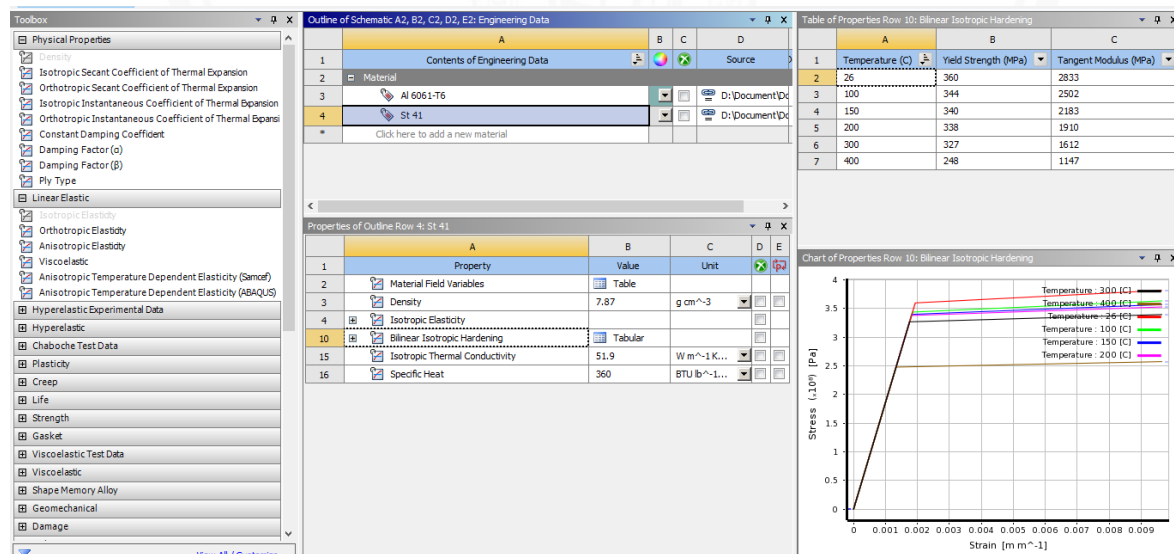 Toolbox
Physical Properties
Density
Isotropic Secant Coefficient of Thermal Expansion
Orthotropic Secant Coefficient of Thermal Expansion
Isotropic Instantaneous Coefficient of Thermal Expansion
Orthotropic Instantaneous Coefficient of Thermal Expansi
Constant Damping Coefficient
Damping Factor (α)
Damping Factor (β)
Ply Type
Linear Elastic
Isotropic Elasticity
Orthotropic Elasticity
Anisotropic Elasticity
Viscoelastic
Anisotropic Temperature Dependent Elasticity (Samcef)
Anisotropic Temperature Dependent Elasticity (ABAQUS)
Hyperelastic Experimental Data
Hyperelastic
Chaboche Test Data
Plasticity
Creep
Life
Strength
Gasket
Viscoelastic Test Data
Viscoelastic
Shape Memory Alloy
Geomechanical
Damage
Outline of Schematic A2, B2, C2, D2, E2: Engineering Data
A B C D
1 Contents of Engineering Data Source
2 Material
3 Al 6061-T6 D:\Document\Do
4 St 41 D:\Document\Do
* Click here to add a new material
Properties of Outline Row 4: St 41
A B C D E
1 Property Value Unit
2 Material Field Variables Table
3 Density 7.87 g cm^-3
4 Isotropic Elasticity
10 Bilinear Isotropic Hardening Tabular
15 Isotropic Thermal Conductivity 51.9 W m^-1 K...
16 Specific Heat 360 BTU lb^-1...
Table of Properties Row 10: Bilinear Isotropic Hardening
A B C
1 Temperature (C) Yield Strength (MPa) Tangent Modulus (MPa)
2 26 360 2833
3 100 344 2502
4 150 340 2183
5 200 338 1910
6 300 327 1612
7 400 248 1147
Chart of Properties Row 10: Bilinear Isotropic Hardening
Temperature : 300 [C]
Temperature : 400 [C]
Temperature : 26 [C]
Temperature : 100 [C]
Temperature : 150 [C]
Temperature : 200 [C]
4
3.5
3
2.5
2
1.5
1
0.5
0
[Pa]
Stress
0 0.001 0.002 0.003 0.004 0.005 0.006 0.007 0.008 0.009
Strain [m m^-1]